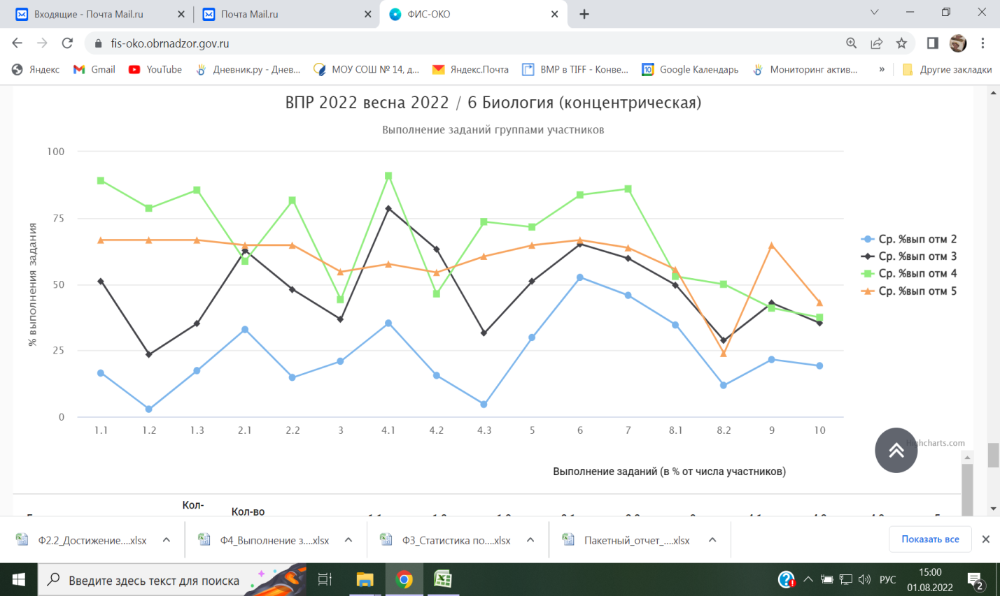 Входящие - Почта Mail.ru
Почта Mail.ru
ФИС-ОКО
fis-oko.obrnadzor.gov.ru
Яндекс
Gmail
YouTube
Дневник.ру - Днев...
МОУ СОШ № 14, д...
Яндекс.Почта
BMP в TIFF - Конве...
10
Google Календарь
Мониторинг актив...
»
Другие закладки
ВПР 2022 весна 2022 / 6 Биология (концентрическая)
Выполнение заданий группами участников
% выполнения задания
100
75
50
25
0
1.1 1.2 1.3 2.1 2.2 3 4.1 4.2 4.3 5 6 7 8.1 8.2 9 10
Ср. %вып отм 2
Ср. %вып отм 3
Ср. %вып отм 4
Ср. %вып отм 5
Highcharts.com
Выполнение заданий (в % от числа участников)
Кол-
Кол-во
Ф2.2_Достижение....xlsx
Ф4_Выполнение з....xlsx
Ф3_Статистика по....xlsx
Пакетный_отчет_....xlsx
Показать все
Введите здесь текст для поиска
РУС
15:00
01.08.2022
2